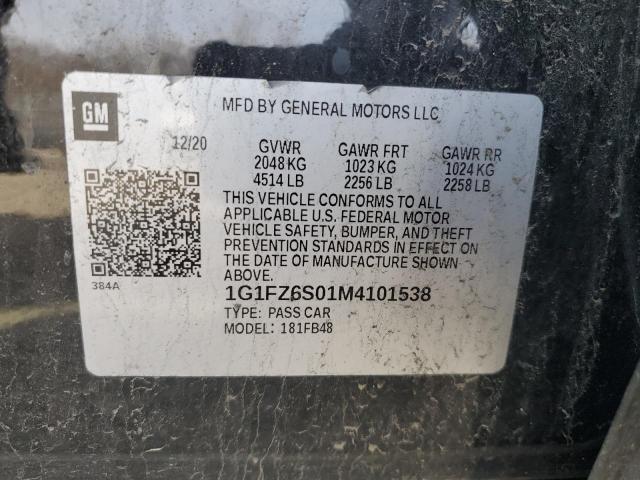 GM
MFD BY GENERAL MOTORS LLC
12/20 GVWR GAWR FRT GAWR RR
2048 KG 1023 KG 1024 KG
4514 LB 2256 LB 2258 LB
THIS VEHICLE CONFORMS TO ALL
APPLICABLE U.S. FEDERAL MOTOR
VEHICLE SAFETY, BUMPER, AND THEFT
PREVENTION STANDARDS IN EFFECT ON
THE DATE OF MANUFACTURE SHOWN
ABOVE.
384A
1G1FZ6S01M4101538
TYPE: PASS CAR
MODEL: 181FB48